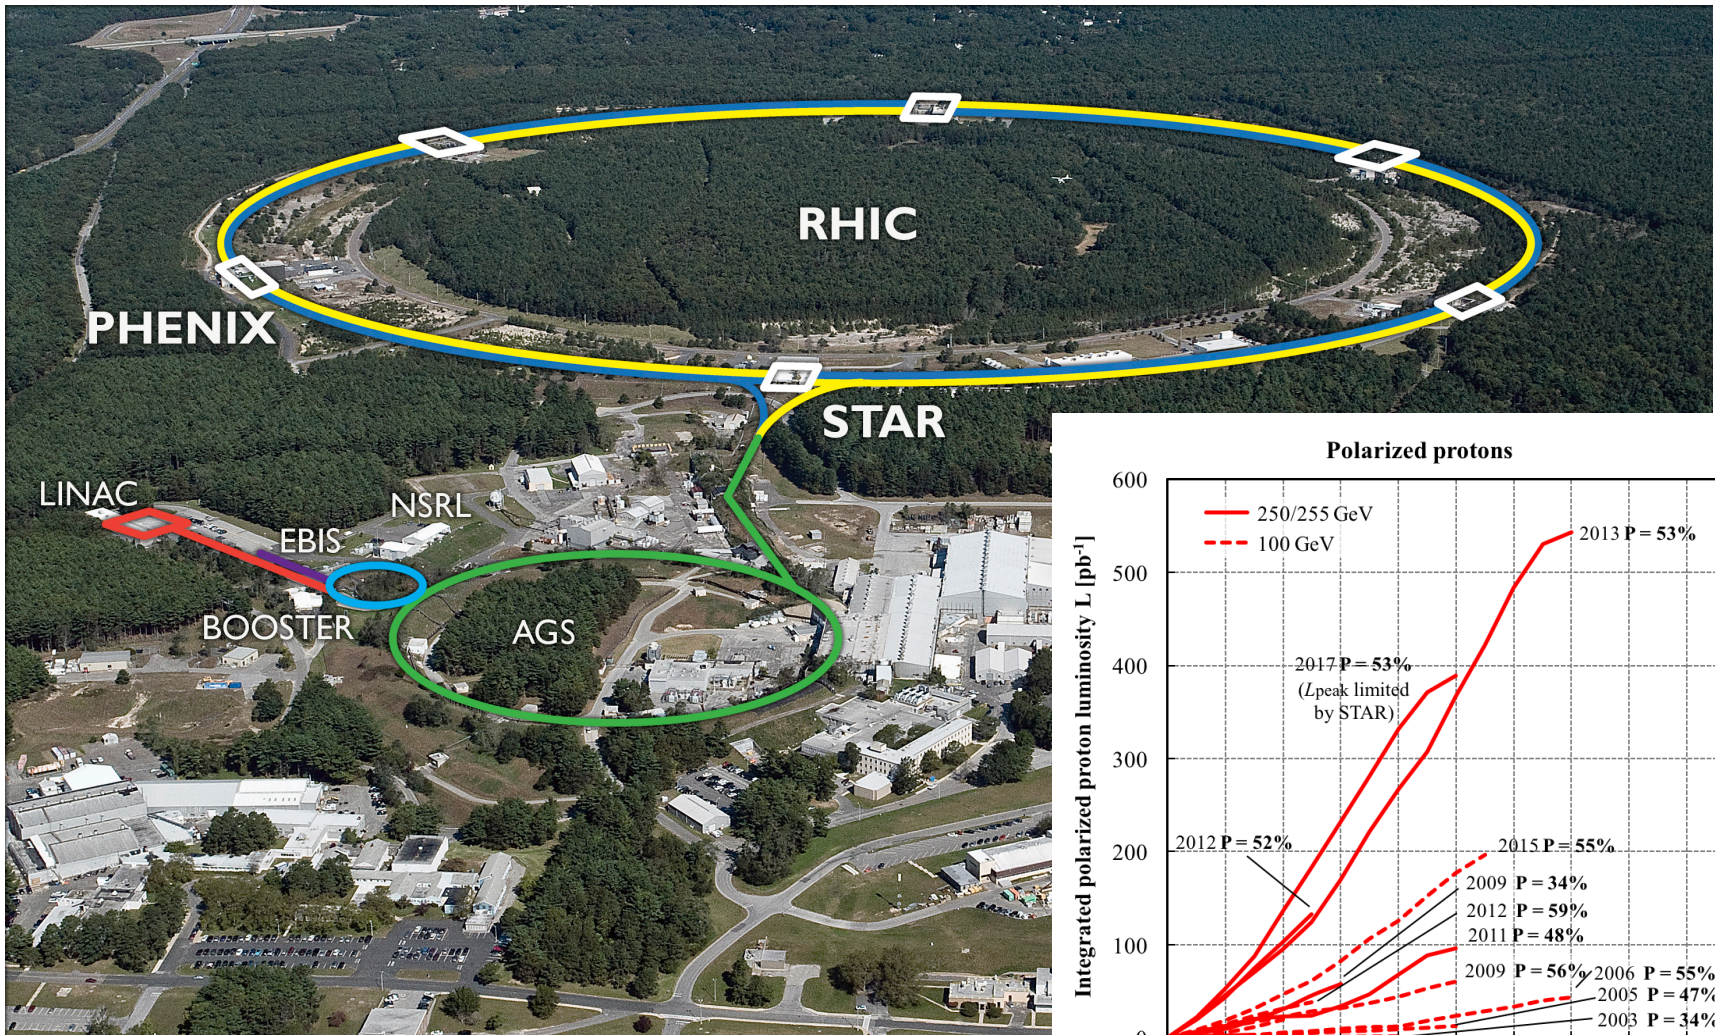 RHIC
PHENIX
STAR
LINAC
NSRL
EBIS
BOOSTER
AGS
Polarized protons
Integrated polarized proton luminosity L [pb-1]
600
500
400
300
200
100
0
250/255 GeV
100 GeV
2013 P = 53%
2017 P = 53%
(Lpeak limited
by STAR)
2012 P = 52%
2015 P = 55%
2009 P = 34%
2012 P = 59%
2011 P = 48%
2009 P = 56%
2006 P = 55%
2005 P = 47%
2003 P = 34%